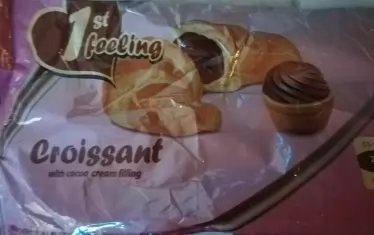 1st
feeling
Croissant
with cocoa cream filling